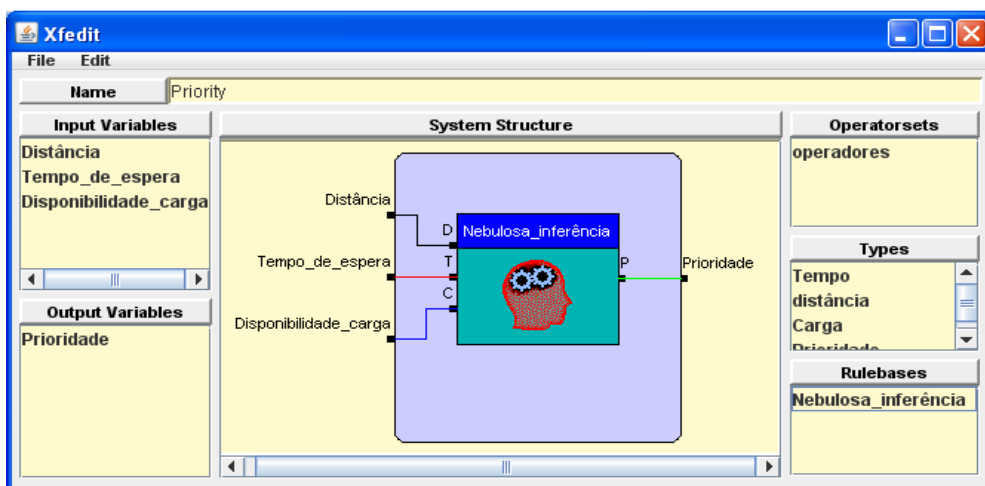 Xfedit
File Edit
Name Priority
Input Variables
Distância
Tempo_de_espera
Disponibilidade_carga
Output Variables
Prioridade
System Structure
Distância
Tempo_de_espera
Disponibilidade_carga
D
T
C
Nebulosa_inferência
P
Prioridade
Operatorsets
operadores
Types
Tempo
distância
Carga
Prioridade
Rulebases
Nebulosa_inferência